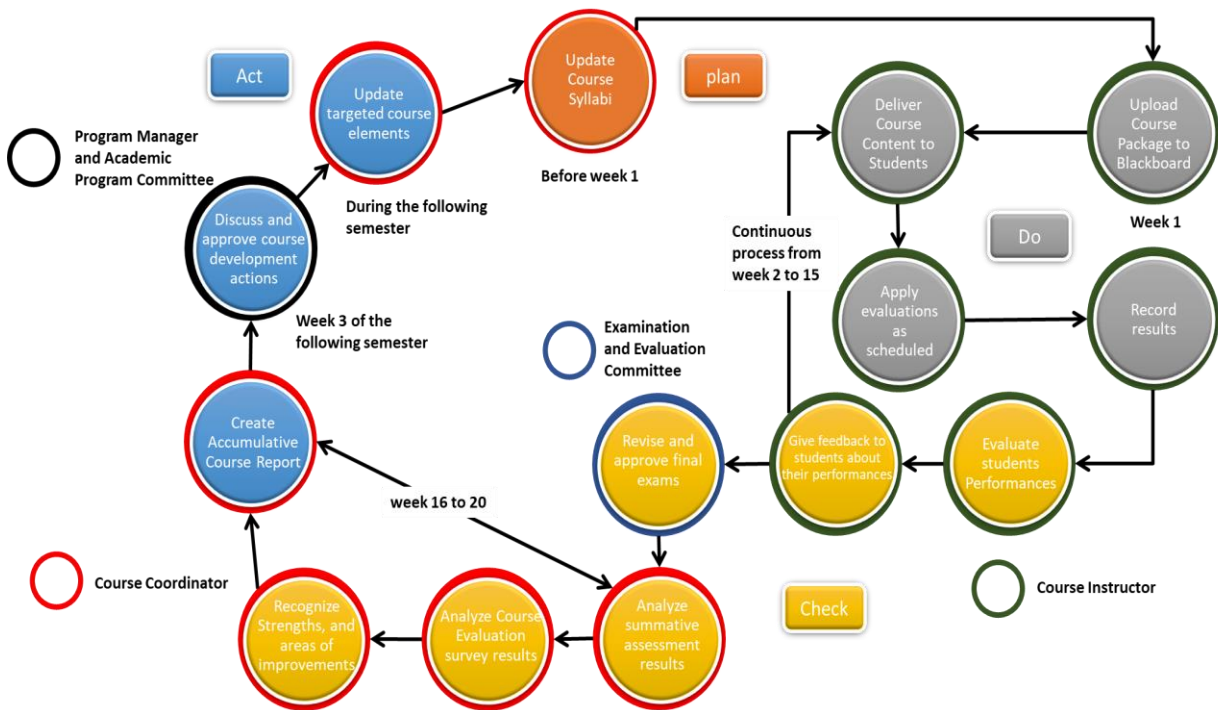 Act
Update
targeted course
elements
Update
Course
Syllabi
plan
Deliver
Course
Content to
Students
Upload
Course
Package to
Blackboard
Program Manager
and Academic
Program Committee
Before week 1
During the following
semester
Week 1
Discuss and
approve course
development
actions
Continuous
process from
week 2 to 15
Do
Week 3 of the
following semester
Apply
evaluations
as
scheduled
Record
results
Examination
and Evaluation
Committee
Create
Accumulative
Course Report
Revise and
approve final
exams
Give feedback to
students about
their performances
Evaluate
students
Performances
week 16 to 20
Course Coordinator
Recognize
Strengths, and
areas of
improvements
Analyze Course
Evaluation
survey results
Analyze
summative
assessment
results
Check
Course Instructor